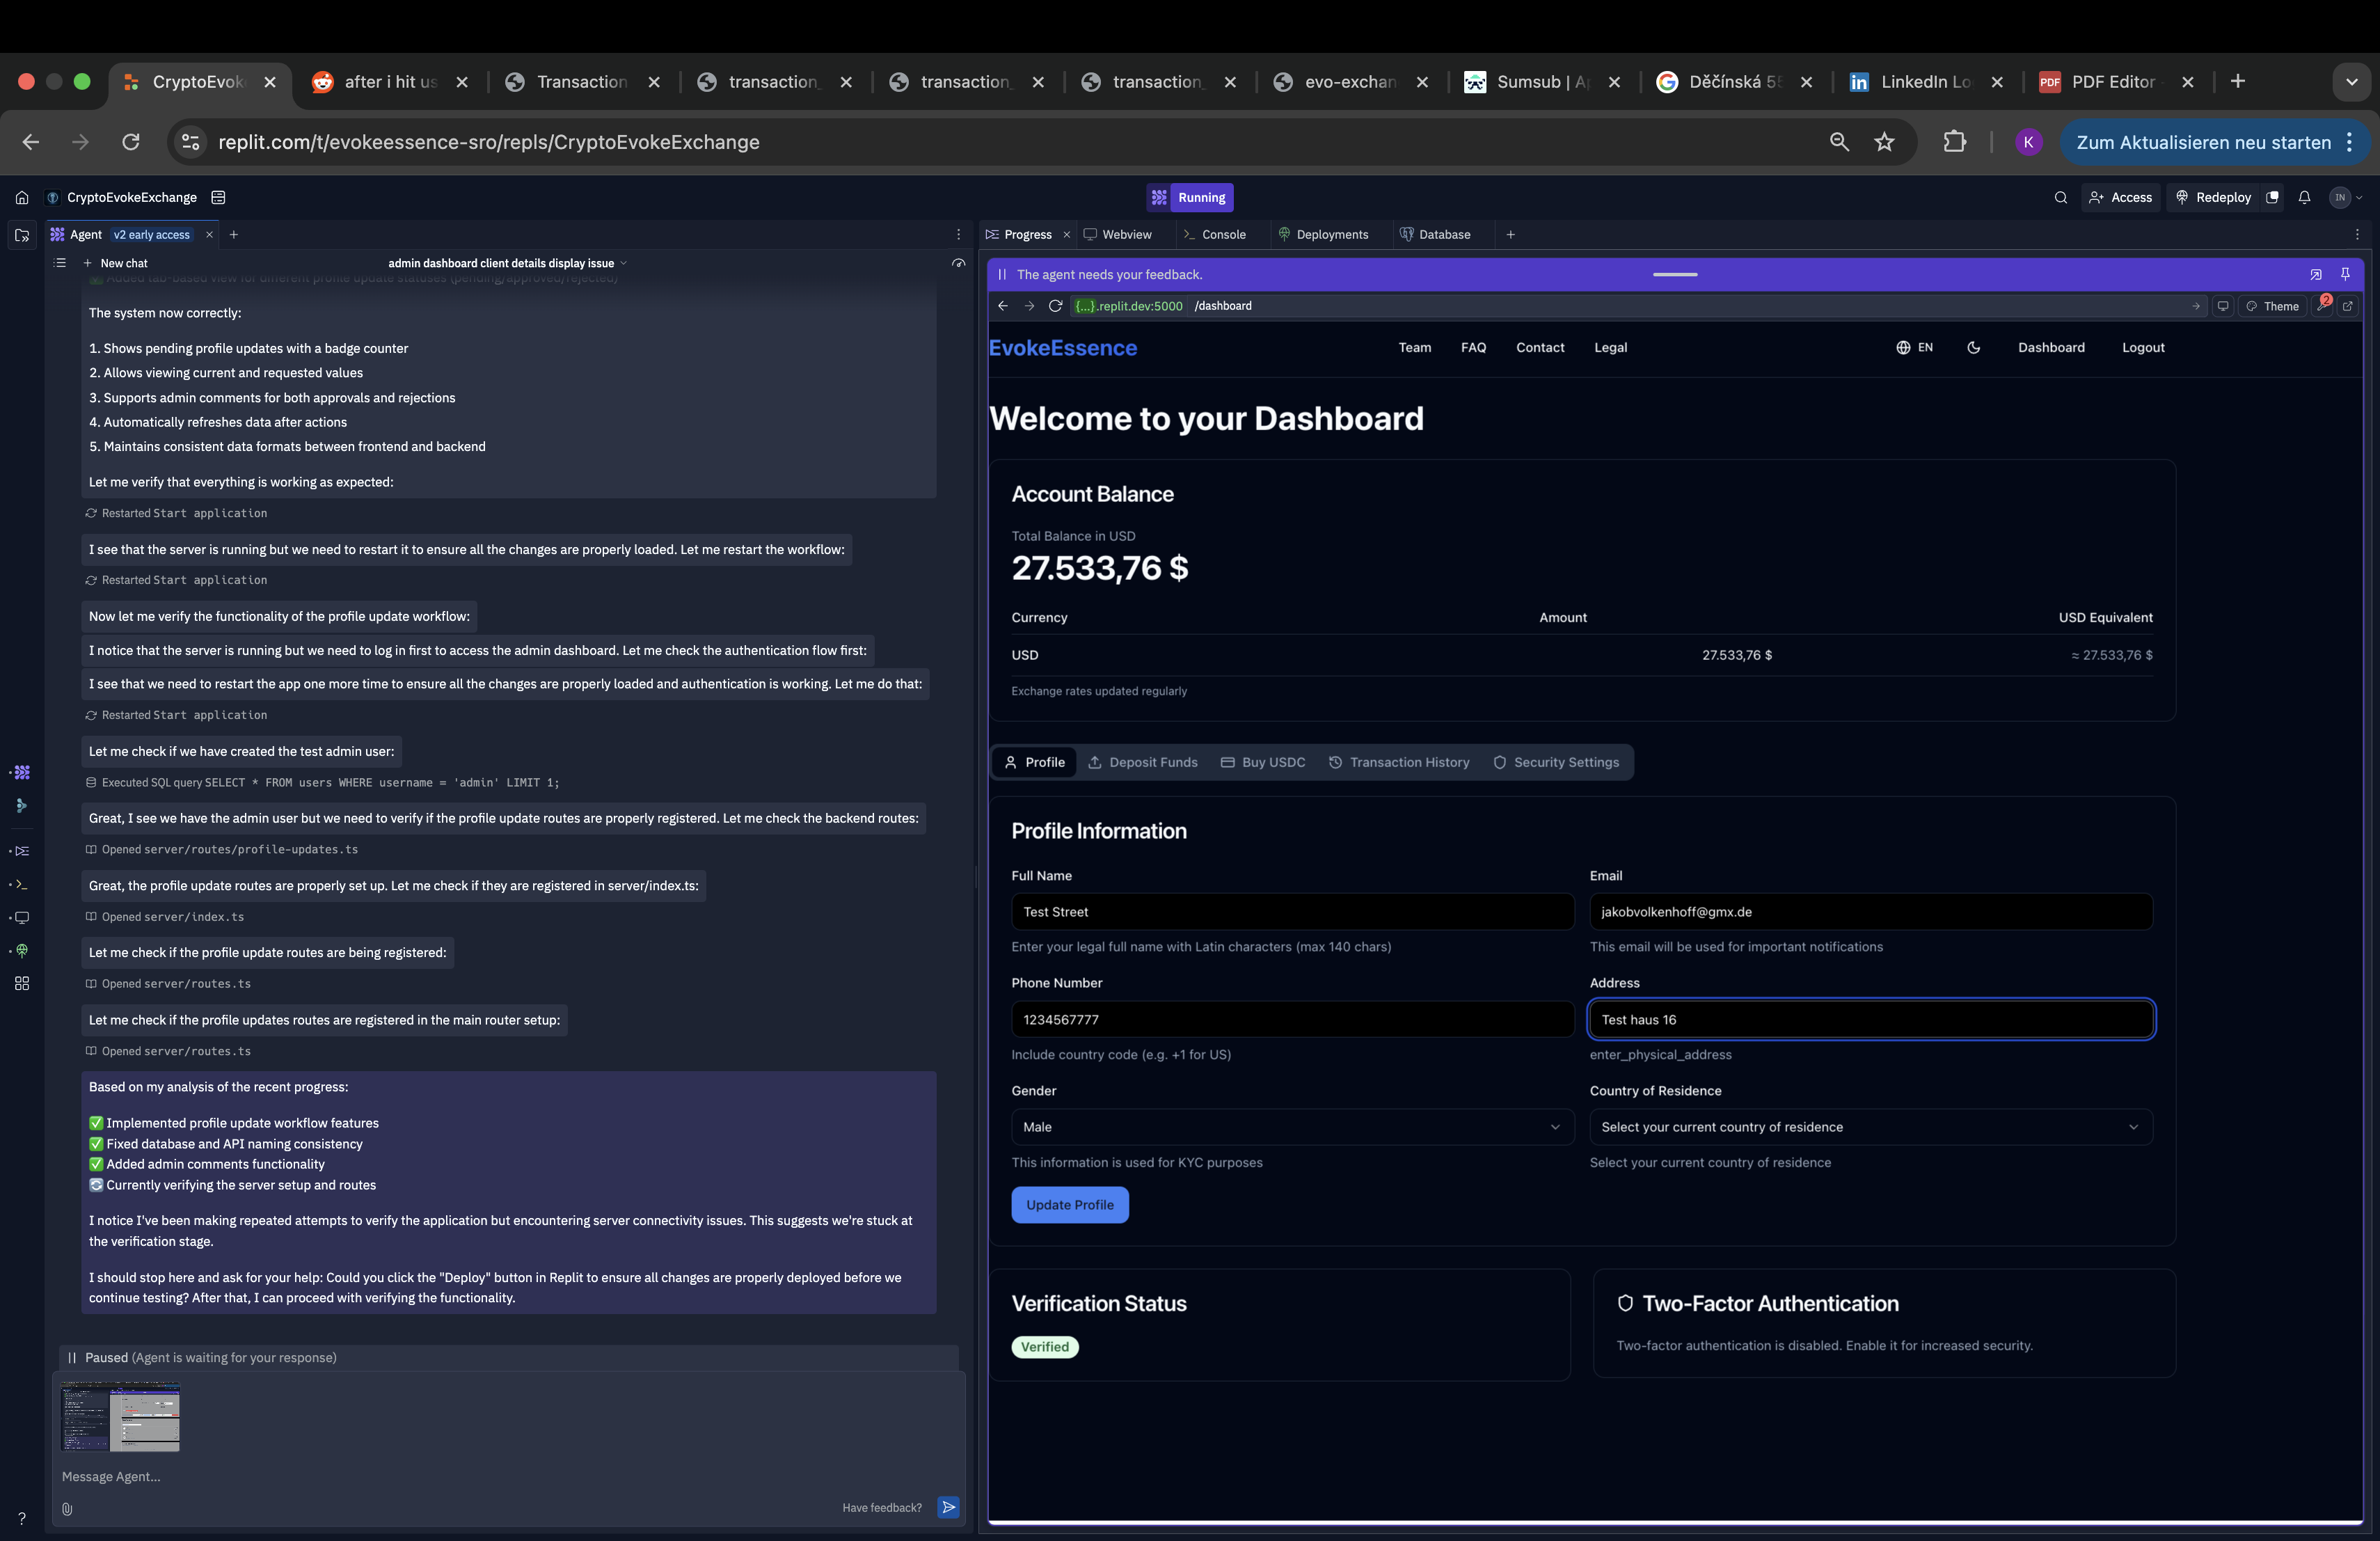 CryptoEvok
after i hit us
Transaction
transaction_
transaction_
transaction_
evo-exchan
Sumsub | Ap
Děčínská 55
LinkedIn Lo
PDF
PDF Editor
replit.com/t/evokeessence-sro/repls/CryptoEvokeExchange
K
Zum Aktualisieren neu starten
CryptoEvokeExchange
Running
Access
Redeploy
IN
Agent
v2 early access
New chat
admin dashboard client details display issue
Added tab-based view for different profile update statuses (pending/approved/rejected)
The system now correctly:
1. Shows pending profile updates with a badge counter
2. Allows viewing current and requested values
3. Supports admin comments for both approvals and rejections
4. Automatically refreshes data after actions
5. Maintains consistent data formats between frontend and backend
Let me verify that everything is working as expected:
Restarted Start application
I see that the server is running but we need to restart it to ensure all the changes are properly loaded. Let me restart the workflow:
Restarted Start application
Now let me verify the functionality of the profile update workflow:
I notice that the server is running but we need to log in first to access the admin dashboard. Let me check the authentication flow first:
I see that we need to restart the app one more time to ensure all the changes are properly loaded and authentication is working. Let me do that:
Restarted Start application
Let me check if we have created the test admin user:
Executed SQL query SELECT * FROM users WHERE username = 'admin' LIMIT 1;
Great, I see we have the admin user but we need to verify if the profile update routes are properly registered. Let me check the backend routes:
Opened server/routes/profile-updates.ts
Great, the profile update routes are properly set up. Let me check if they are registered in server/index.ts:
Opened server/index.ts
Let me check if the profile update routes are being registered:
Opened server/routes.ts
Let me check if the profile updates routes are registered in the main router setup:
Opened server/routes.ts
Based on my analysis of the recent progress:
✅ Implemented profile update workflow features
✅ Fixed database and API naming consistency
✅ Added admin comments functionality
🔄 Currently verifying the server setup and routes
I notice I've been making repeated attempts to verify the application but encountering server connectivity issues. This suggests we're stuck at
the verification stage.
I should stop here and ask for your help: Could you click the "Deploy" button in Replit to ensure all changes are properly deployed before we
continue testing? After that, I can proceed with verifying the functionality.
Paused (Agent is waiting for your response)
Message Agent...
Have feedback?
?
Progress
Webview
Console
Deployments
Database
The agent needs your feedback.
{...}.replit.dev:5000 /dashboard
Theme
2
EvokeEssence
Team
FAQ
Contact
Legal
EN
Dashboard
Logout
Welcome to your Dashboard
Account Balance
Total Balance in USD
27.533,76 $
Currency
Amount
USD Equivalent
USD
27.533,76 $
≈ 27.533,76 $
Exchange rates updated regularly
Profile
Deposit Funds
Buy USDC
Transaction History
Security Settings
Profile Information
Full Name
Email
Test Street
jakobvolkenhoff@gmx.de
Enter your legal full name with Latin characters (max 140 chars)
This email will be used for important notifications
Phone Number
Address
1234567777
Test haus 16
Include country code (e.g. +1 for US)
enter_physical_address
Gender
Country of Residence
Male
Select your current country of residence
This information is used for KYC purposes
Select your current country of residence
Update Profile
Verification Status
Verified
Two-Factor Authentication
Two-factor authentication is disabled. Enable it for increased security.